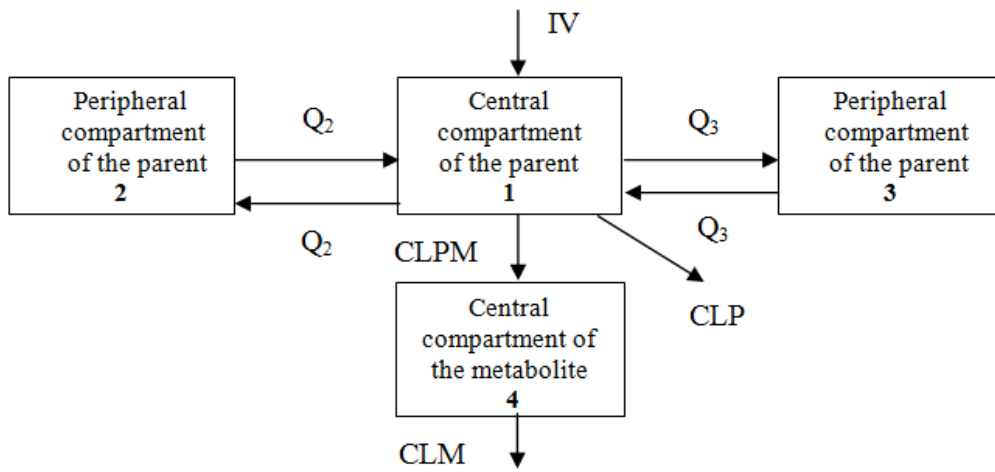 IV
Peripheral
compartment
of the parent
2
Q₂
Q₂
Central
compartment
of the parent
1
Q₃
Q₃
Peripheral
compartment
of the parent
3
CLPM
CLP
Central
compartment of
the metabolite
4
CLM